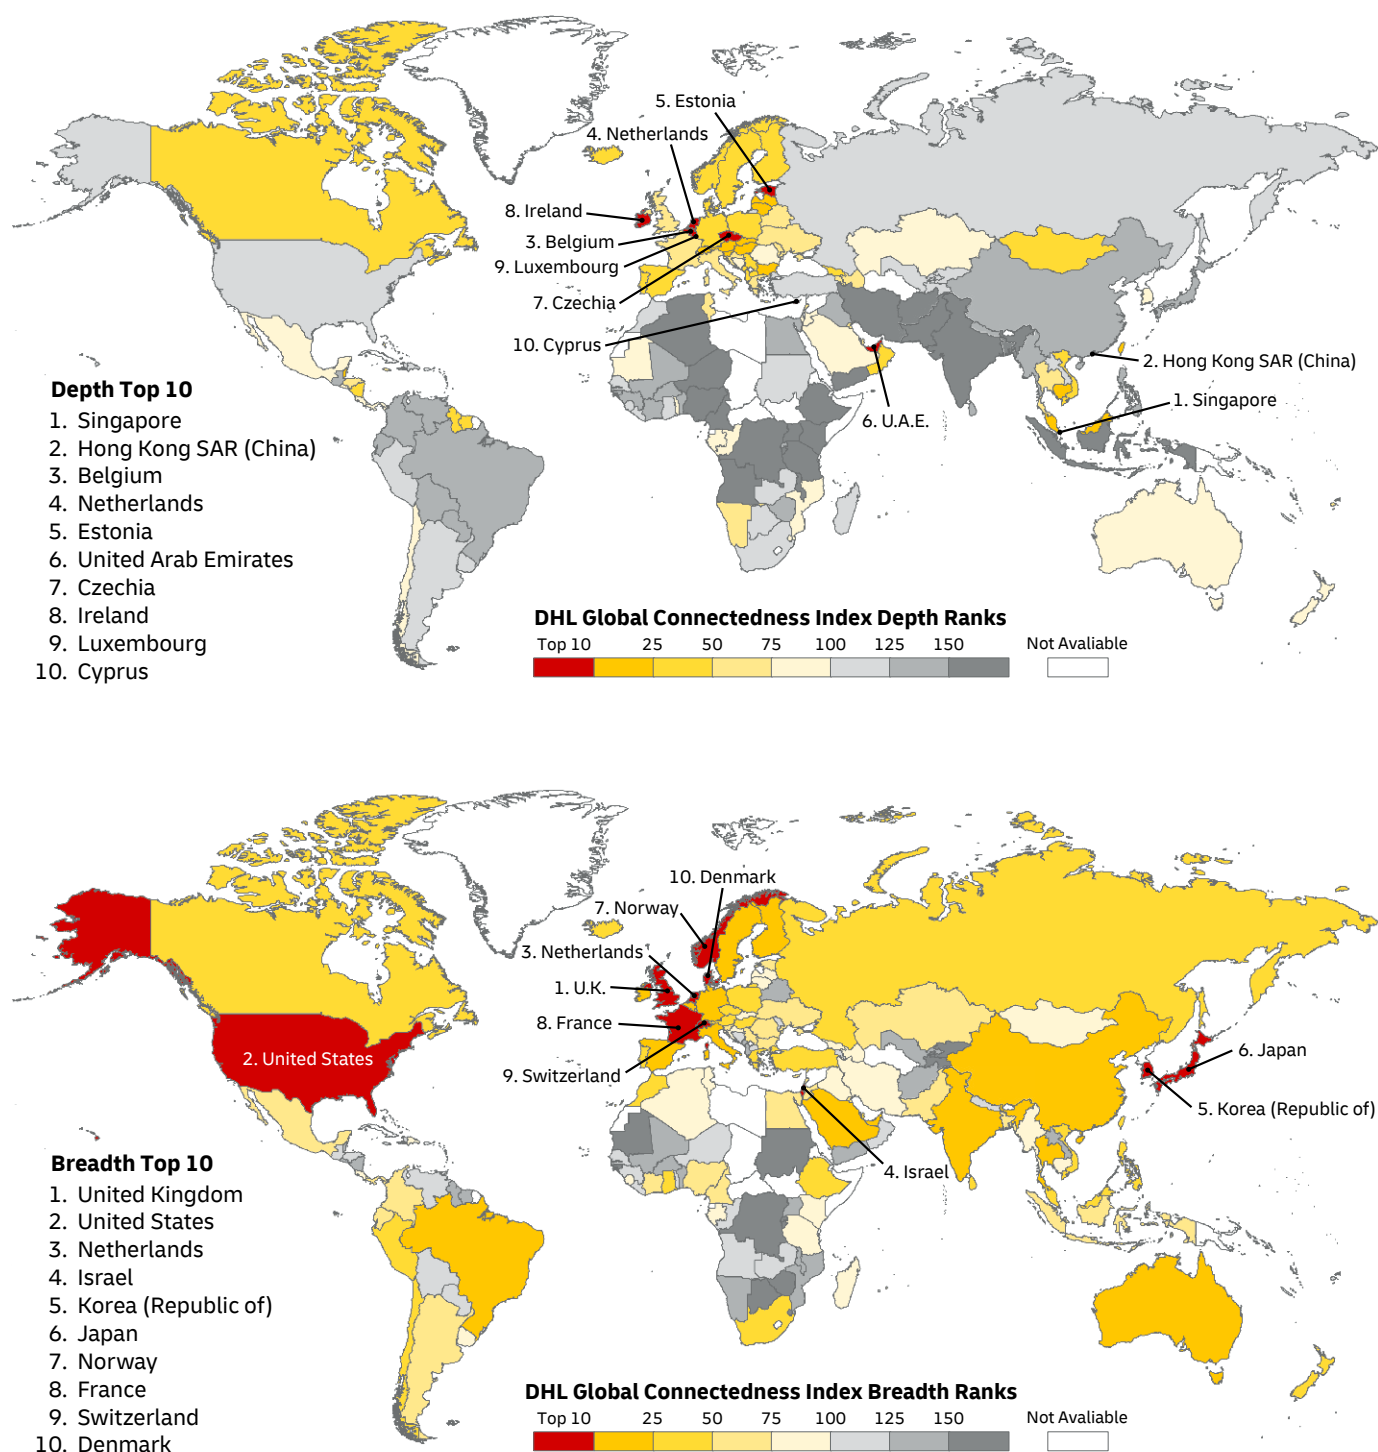 5. Estonia
4. Netherlands
8. Ireland
3. Belgium
9. Luxembourg
7. Czechia
10. Cyprus
2. Hong Kong SAR (China)
1. Singapore
6. U.A.E.
Depth Top 10
1. Singapore
2. Hong Kong SAR (China)
3. Belgium
4. Netherlands
5. Estonia
6. United Arab Emirates
7. Czechia
8. Ireland
9. Luxembourg
10. Cyprus
DHL Global Connectedness Index Depth Ranks
Top 10 25 50 75 100 125 150 Not Avaliable
10. Denmark
7. Norway
3. Netherlands
1. U.K.
8. France
2. United States
9. Switzerland
6. Japan
5. Korea (Republic of)
4. Israel
Breadth Top 10
1. United Kingdom
2. United States
3. Netherlands
4. Israel
5. Korea (Republic of)
6. Japan
7. Norway
8. France
9. Switzerland
10. Denmark
DHL Global Connectedness Index Breadth Ranks
Top 10 25 50 75 100 125 150 Not Avaliable